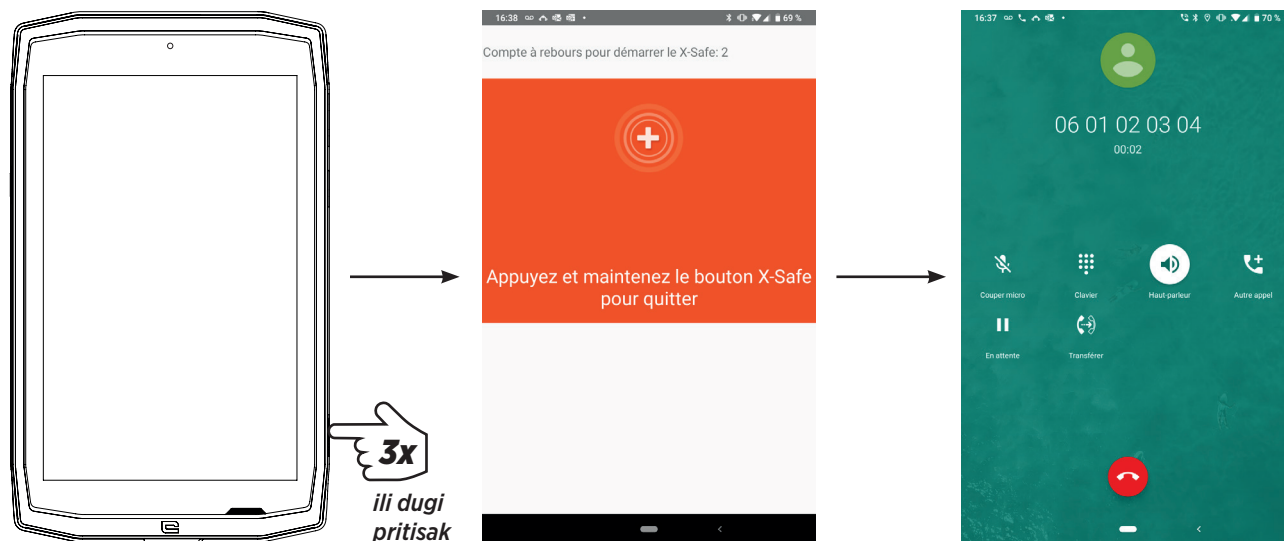 3x
ili dugi
pritisak
16:38
69 %
Compte à rebours pour démarrer le X-Safe: 2
Appuyez et maintenez le bouton X-Safe
pour quitter
16:37
70 %
06 01 02 03 04
00:02
Couper micro
Clavier
Haut-parleur
Autre appel
En attente
Transférer